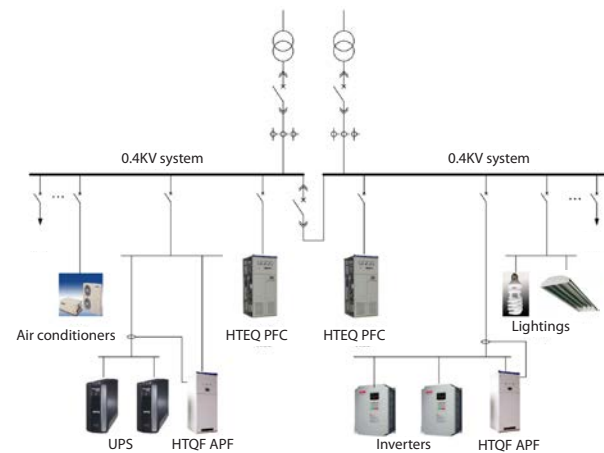 0.4KV system
0.4KV system
Air conditioners
HTEQ PFC
HTEQ PFC
Lightings
UPS
HTQF APF
Inverters
HTQF APF